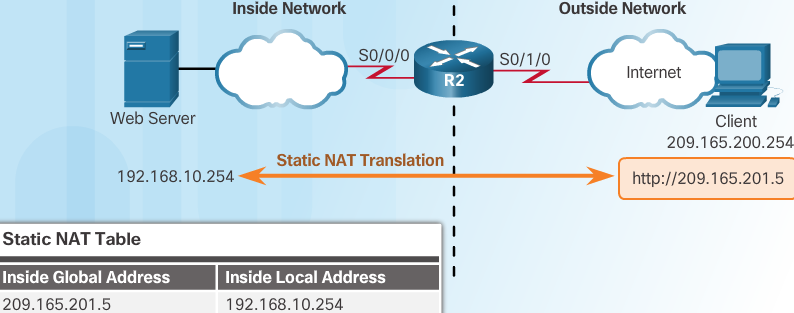 Inside Network
Outside Network
S0/0/0
S0/1/0
R2
Internet
Web Server
Client
209.165.200.254
Static NAT Translation
192.168.10.254
http://209.165.201.5
Static NAT Table
Inside Global Address
Inside Local Address
209.165.201.5
192.168.10.254